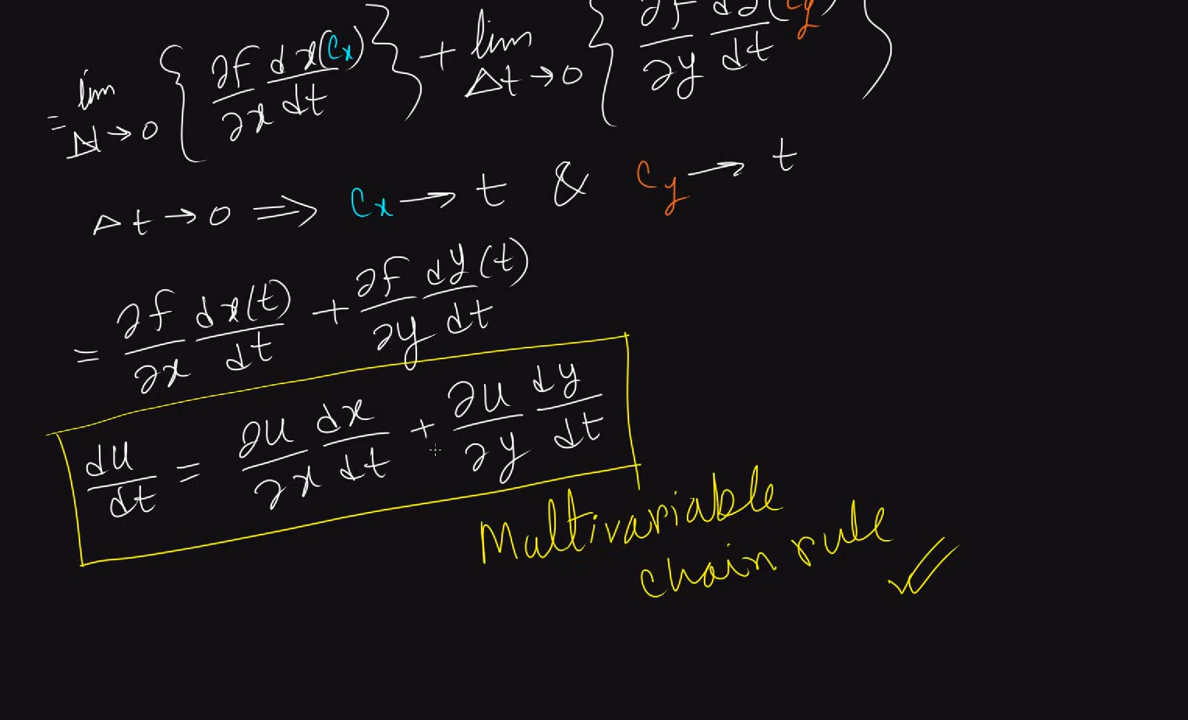 = lim Δt→0 { ∂F/∂x dx(Cx)/dt } + lim Δt→0 { ∂F/∂y dy(Cy)/dt }
Δt→0 ⟹ Cx→t & Cy→t
= ∂F/∂x dx(t)/dt + ∂F/∂y dy(t)/dt
du/dt = ∂u/∂x dx/dt + ∂u/∂y dy/dt
Multivariable
chain rule